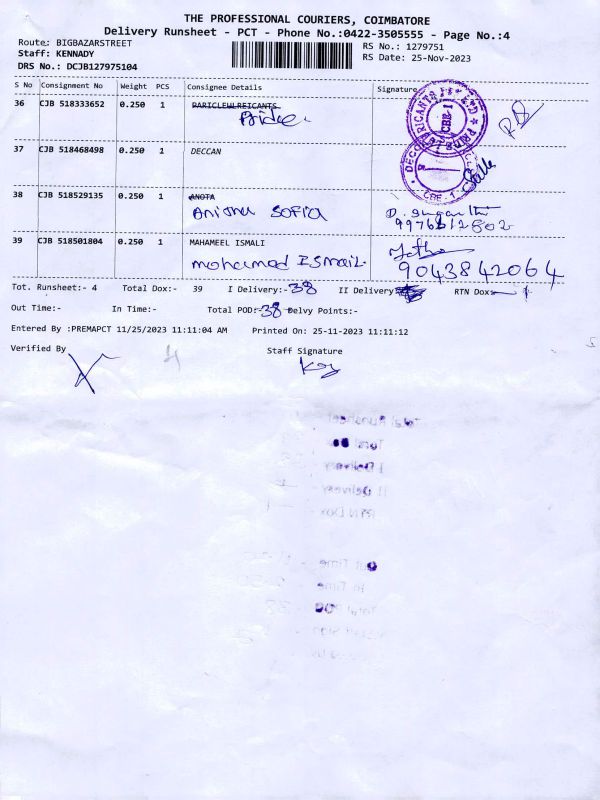 THE PROFESSIONAL COURIERS, COIMBATORE
Delivery Runsheet - PCT - Phone No.:0422-3505555 - Page No.:4
Route: BIGBAZARSTREET
RS No.: 1279751
Staff: KENNADY
RS Date: 25-Nov-2023
DRS No.: DCJB127975104
S No Consignment No Weight PCS Consignee Details Signature
36 CJB 518333652 0.250 1
Pride
37 CJB 518468498 0.250 1 DECCAN
CBE-1
38 CJB 518529135 0.250 1 ANOTA
Anisha Sofia
39 CJB 518501804 0.250 1 MAHAMEEL ISMALI
mohamed ISmail.
9043842064
Tot. Runsheet:- 4 Total Dox:- 39 I Delivery:- 38 II Delivery RTN Dox:- 1
Out Time:- In Time:- Total POD:- 38 Delvy Points:-
Entered By :PREMAPCT 11/25/2023 11:11:04 AM Printed On: 25-11-2023 11:11:12
Verified By Staff Signature